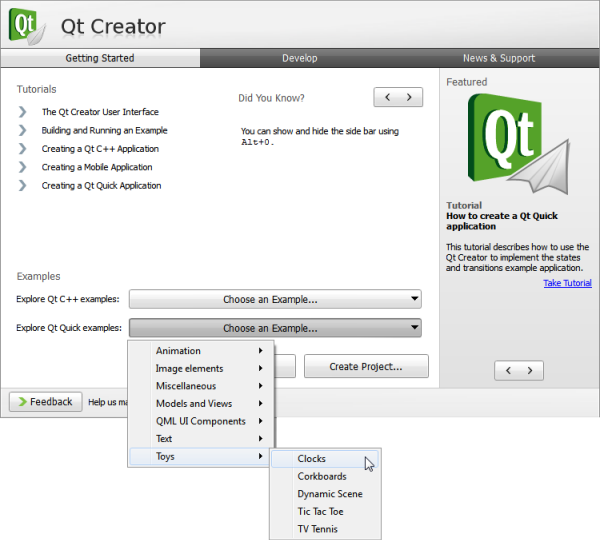 Qt Qt Creator
Getting Started Develop News & Support
Tutorials
The Qt Creator User Interface
Building and Running an Example
Creating a Qt C++ Application
Creating a Mobile Application
Creating a Qt Quick Application
Did You Know?
You can show and hide the side bar using
Alt+0.
Featured
Qt
Tutorial
How to create a Qt Quick
application
This tutorial describes how to use the
Qt Creator to implement the states
and transitions example application.
Take Tutorial
Examples
Explore Qt C++ examples: Choose an Example...
Explore Qt Quick examples: Choose an Example...
Create Project...
Feedback Help us ma
Animation
Image elements
Miscellaneous
Models and Views
QML UI Components
Text
Toys
Clocks
Corkboards
Dynamic Scene
Tic Tac Toe
TV Tennis